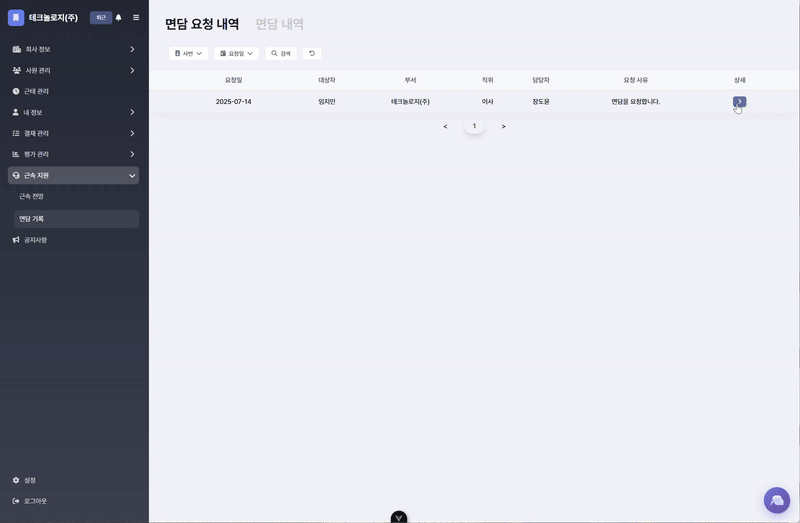 테크놀로지(주) 퇴근
회사 정보
사원 관리
근태 관리
내 정보
결재 관리
평가 관리
근속 지원
근속 전망
면담 기록
공지사항
설정
로그아웃
면담 요청 내역 면담 내역
사번 요청일 검색
요청일 대상자 부서 직위 담당자 요청 사유 상세
2025-07-14 임지민 테크놀로지(주) 이사 장도윤 면담을 요청합니다. >
< 1 >